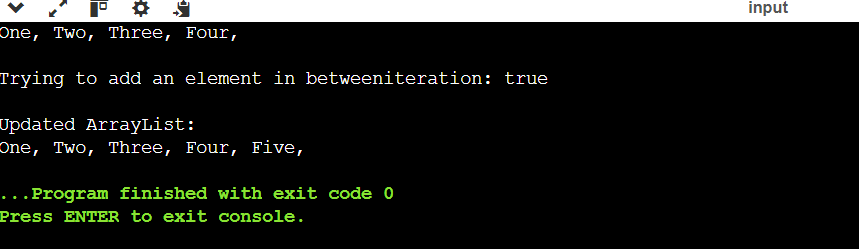 input
One, Two, Three, Four,
Trying to add an element in betweeniteration: true
Updated ArrayList:
One, Two, Three, Four, Five,
...Program finished with exit code 0
Press ENTER to exit console.